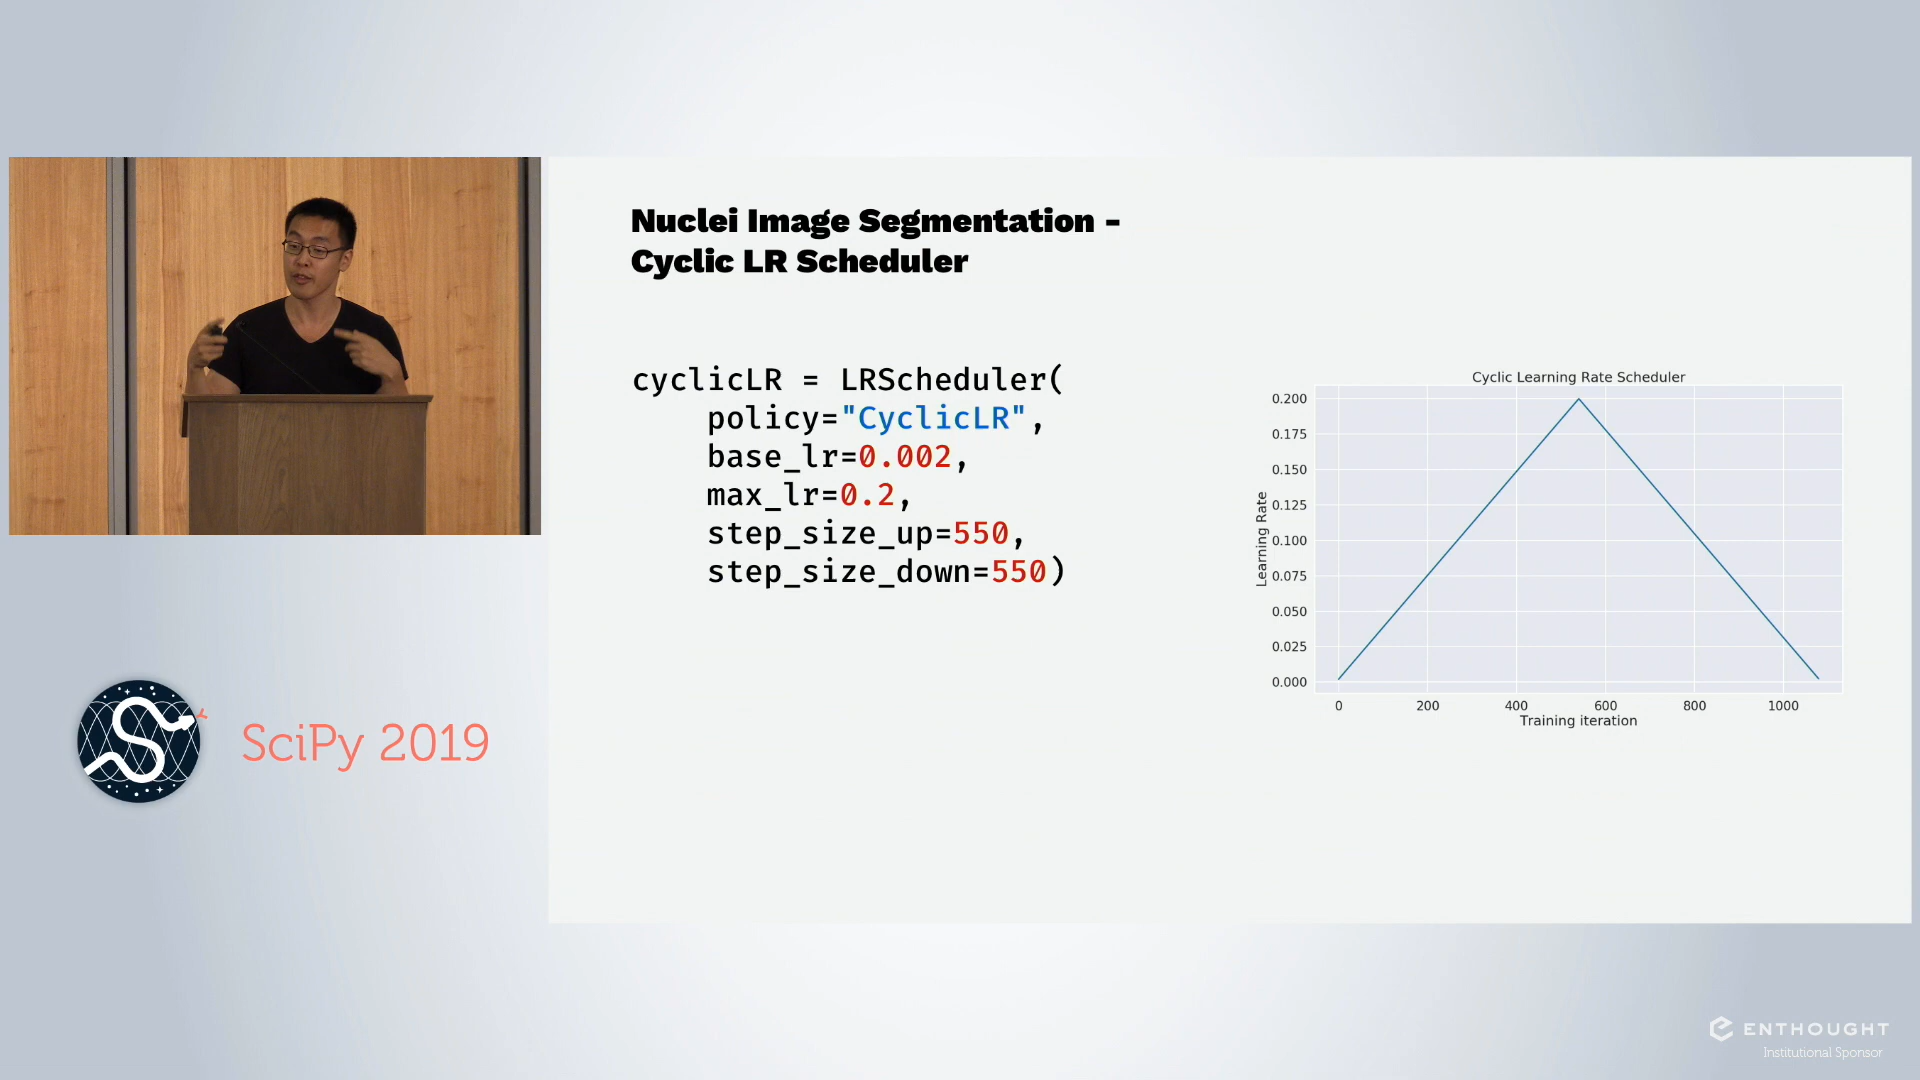 Nuclei Image Segmentation -
Cyclic LR Scheduler
cyclicLR = LRScheduler(
    policy="CyclicLR",
    base_lr=0.002,
    max_lr=0.2,
    step_size_up=550,
    step_size_down=550)
Cyclic Learning Rate Scheduler
Learning Rate
0.200
0.175
0.150
0.125
0.100
0.075
0.050
0.025
0.000
0 200 400 600 800 1000
Training iteration
SciPy 2019
ENTHOUGHT
Institutional Sponsor